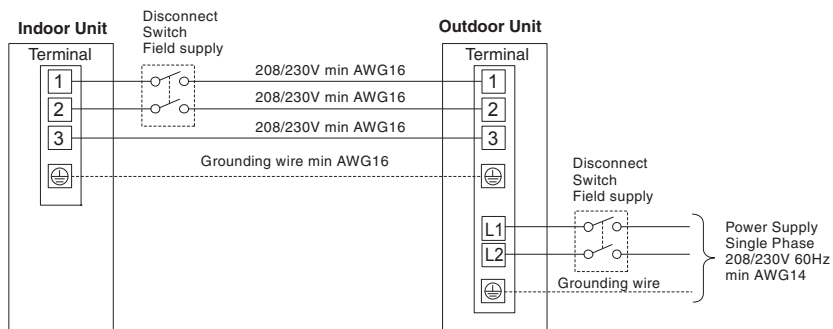 Indoor Unit
Terminal
1
2
3
Disconnect
Switch
Field supply
208/230V min AWG16
208/230V min AWG16
208/230V min AWG16
Grounding wire min AWG16
Outdoor Unit
Terminal
1
2
3
L1
L2
Disconnect
Switch
Field supply
Grounding wire
Power Supply
Single Phase
208/230V 60Hz
min AWG14